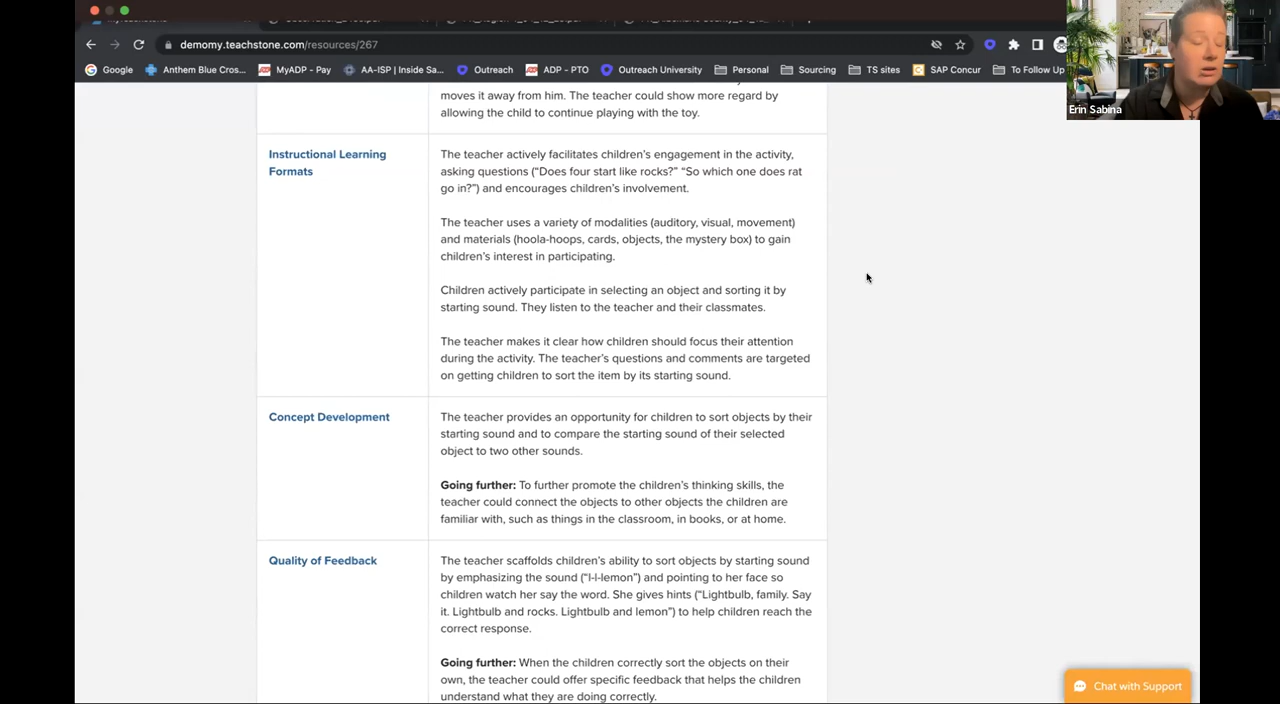 demomy.teachstone.com/resources/267
Google
Anthem Blue Cros...
MyADP - Pay
AA-ISP | Inside Sa...
Outreach
ADP - PTO
Outreach University
Personal
Sourcing
TS sites
SAP Concur
To Follow Up
Erin Sabina
moves it away from him. The teacher could show more regard by
allowing the child to continue playing with the toy.
Instructional Learning
Formats
The teacher actively facilitates children's engagement in the activity,
asking questions (“Does four start like rocks?” “So which one does rat
go in?”) and encourages children's involvement.
The teacher uses a variety of modalities (auditory, visual, movement)
and materials (hoola-hoops, cards, objects, the mystery box) to gain
children's interest in participating.
Children actively participate in selecting an object and sorting it by
starting sound. They listen to the teacher and their classmates.
The teacher makes it clear how children should focus their attention
during the activity. The teacher's questions and comments are targeted
on getting children to sort the item by its starting sound.
Concept Development
The teacher provides an opportunity for children to sort objects by their
starting sound and to compare the starting sound of their selected
object to two other sounds.
Going further: To further promote the children's thinking skills, the
teacher could connect the objects to other objects the children are
familiar with, such as things in the classroom, in books, or at home.
Quality of Feedback
The teacher scaffolds children's ability to sort objects by starting sound
by emphasizing the sound (“l-l-lemon”) and pointing to her face so
children watch her say the word. She gives hints (“Lightbulb, family. Say
it. Lightbulb and rocks. Lightbulb and lemon”) to help children reach the
correct response.
Going further: When the children correctly sort the objects on their
own, the teacher could offer specific feedback that helps the children
understand what they are doing correctly.
Chat with Support